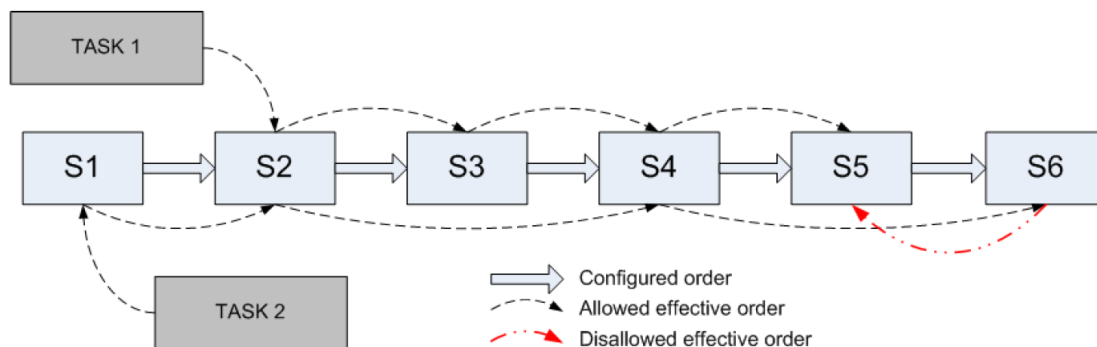 TASK 1
S1
S2
S3
S4
S5
S6
TASK 2
Configured order
Allowed effective order
Disallowed effective order